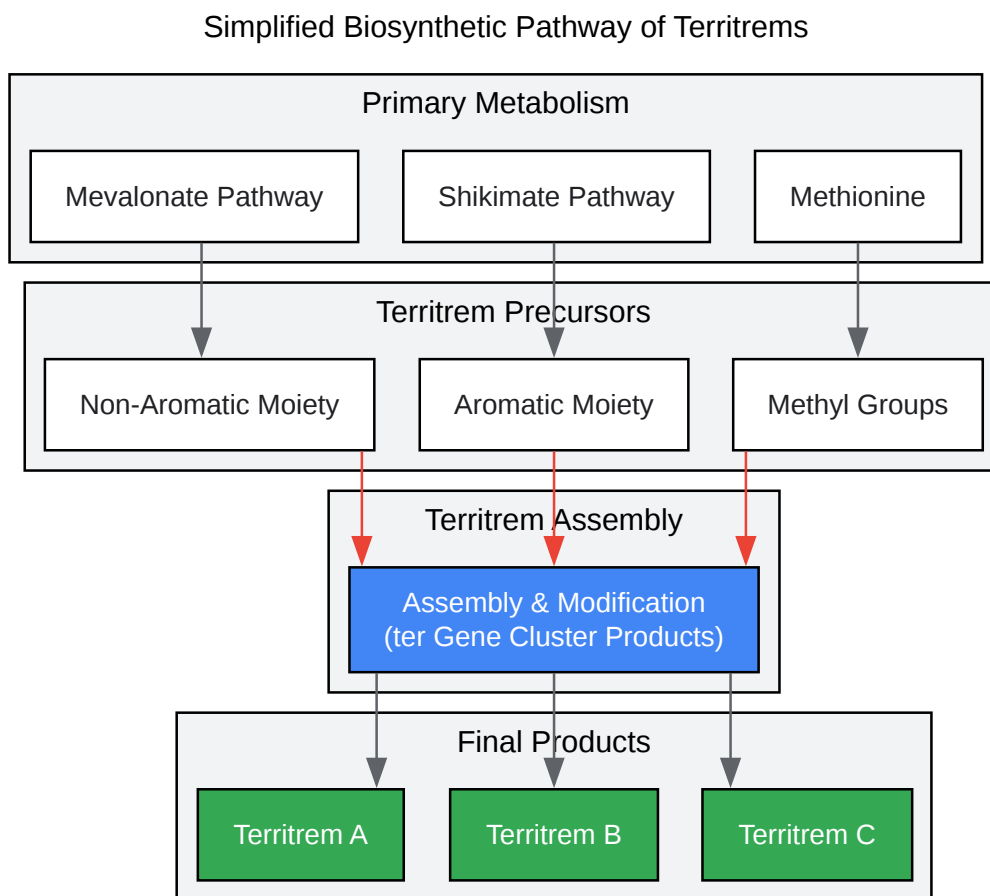 Simplified Biosynthetic Pathway of Territrems
Primary Metabolism
Mevalonate Pathway
Shikimate Pathway
Methionine
Territrem Precursors
Non-Aromatic Moiety
Aromatic Moiety
Methyl Groups
Territrem Assembly
Assembly & Modification
(ter Gene Cluster Products)
Final Products
Territrem A
Territrem B
Territrem C